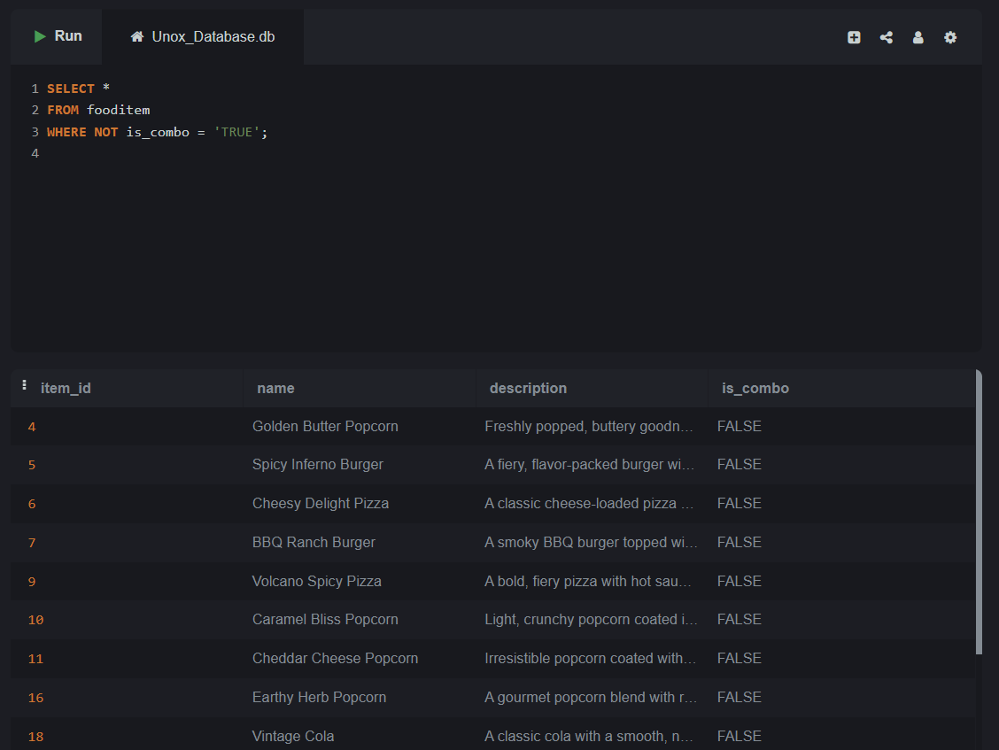 Run Unox_Database.db
1 SELECT *
2 FROM fooditem
3 WHERE NOT is_combo = 'TRUE';
4
item_id name description is_combo
4 Golden Butter Popcorn Freshly popped, buttery goodn... FALSE
5 Spicy Inferno Burger A fiery, flavor-packed burger wi... FALSE
6 Cheesy Delight Pizza A classic cheese-loaded pizza ... FALSE
7 BBQ Ranch Burger A smoky BBQ burger topped wi... FALSE
9 Volcano Spicy Pizza A bold, fiery pizza with hot sau... FALSE
10 Caramel Bliss Popcorn Light, crunchy popcorn coated i... FALSE
11 Cheddar Cheese Popcorn Irresistible popcorn coated with... FALSE
16 Earthy Herb Popcorn A gourmet popcorn blend with r... FALSE
18 Vintage Cola A classic cola with a smooth, n... FALSE